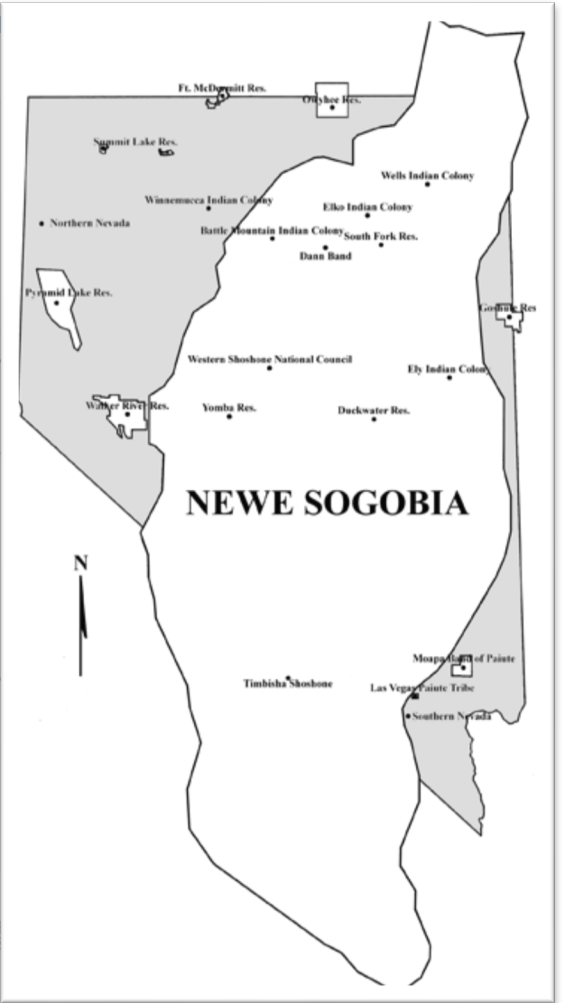 Ft. McDermitt Res.
Owyhee Res.
Summit Lake Res.
Wells Indian Colony
Winnemucca Indian Colony
Elko Indian Colony
Northern Nevada
Battle Mountain Indian Colony
South Fork Res.
Dann Band
Pyramid Lake Res.
Goshute Res
Western Shoshone National Council
Ely Indian Colony
Walker River Res.
Yomba Res.
Duckwater Res.
NEWE SOGOBIA
N
Moapa Band of Paiute
Timbisha Shoshone
Las Vegas Paiute Tribe
Southern Nevada